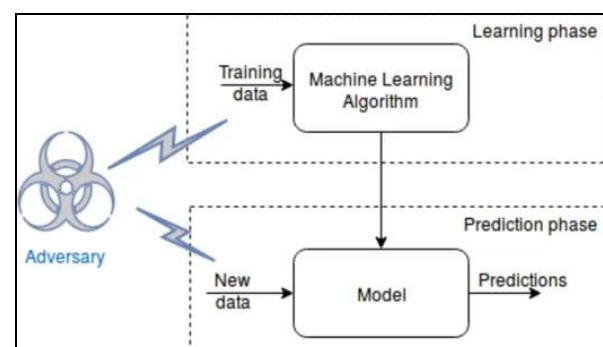 Learning phase
Training
data
Machine Learning
Algorithm
Adversary
Prediction phase
New
data
Model
Predictions